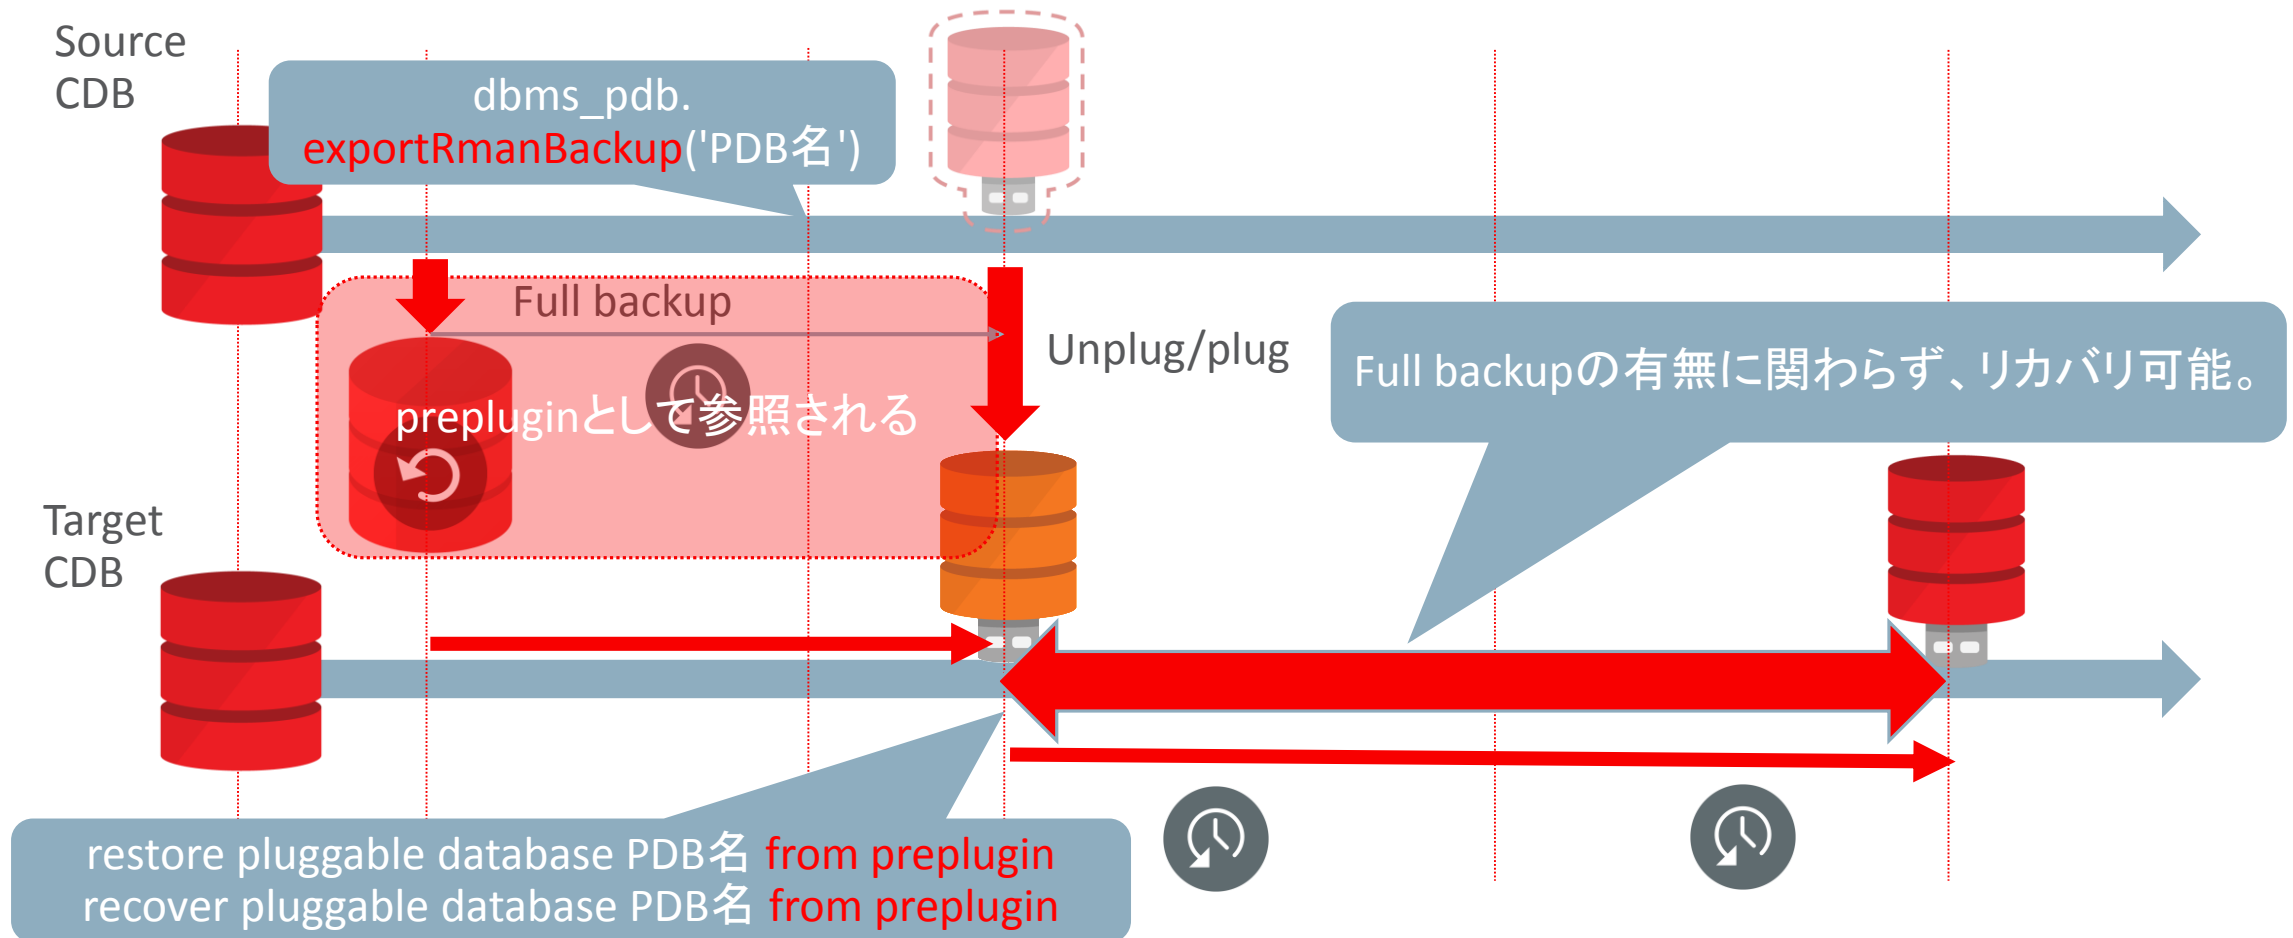 Source
CDB
dbms_pdb.
exportRmanBackup('PDB名')
Full backup
Unplug/plug
Full backupの有無に関わらず、リカバリ可能。
prepluginとして参照される
Target
CDB
restore pluggable database PDB名 from preplugin
recover pluggable database PDB名 from preplugin